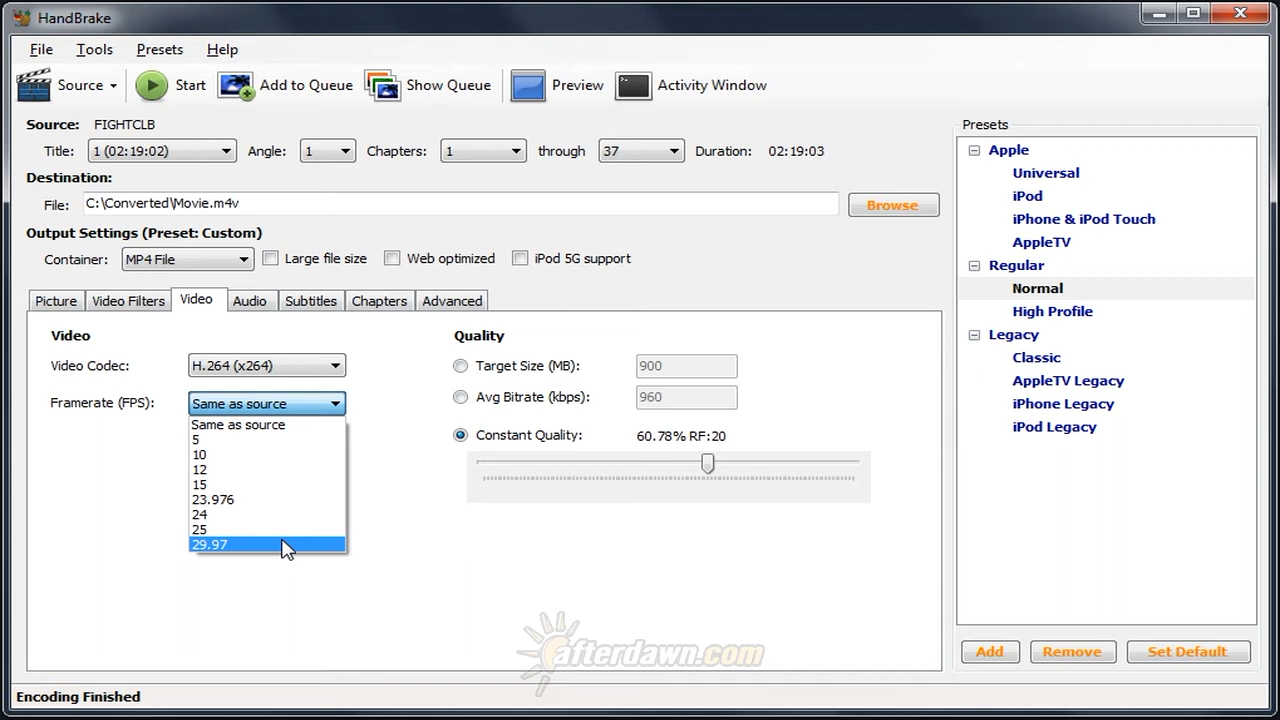 HandBrake
File Tools Presets Help
Source Start Add to Queue Show Queue Preview Activity Window
Source: FIGHTCLB
Title: 1 (02:19:02) Angle: 1 Chapters: 1 through 37 Duration: 02:19:03
Destination:
File: C:\Converted\Movie.m4v Browse
Output Settings (Preset: Custom)
Container: MP4 File Large file size Web optimized iPod 5G support
Picture Video Filters Video Audio Subtitles Chapters Advanced
Video
Video Codec: H.264 (x264)
Framerate (FPS): Same as source
Same as source
5
10
12
15
23.976
24
25
29.97
Quality
Target Size (MB): 900
Avg Bitrate (kbps): 960
Constant Quality: 60.78% RF:20
Presets
Apple
Universal
iPod
iPhone & iPod Touch
AppleTV
Regular
Normal
High Profile
Legacy
Classic
AppleTV Legacy
iPhone Legacy
iPod Legacy
Add Remove Set Default
afterdawn.com
Encoding Finished